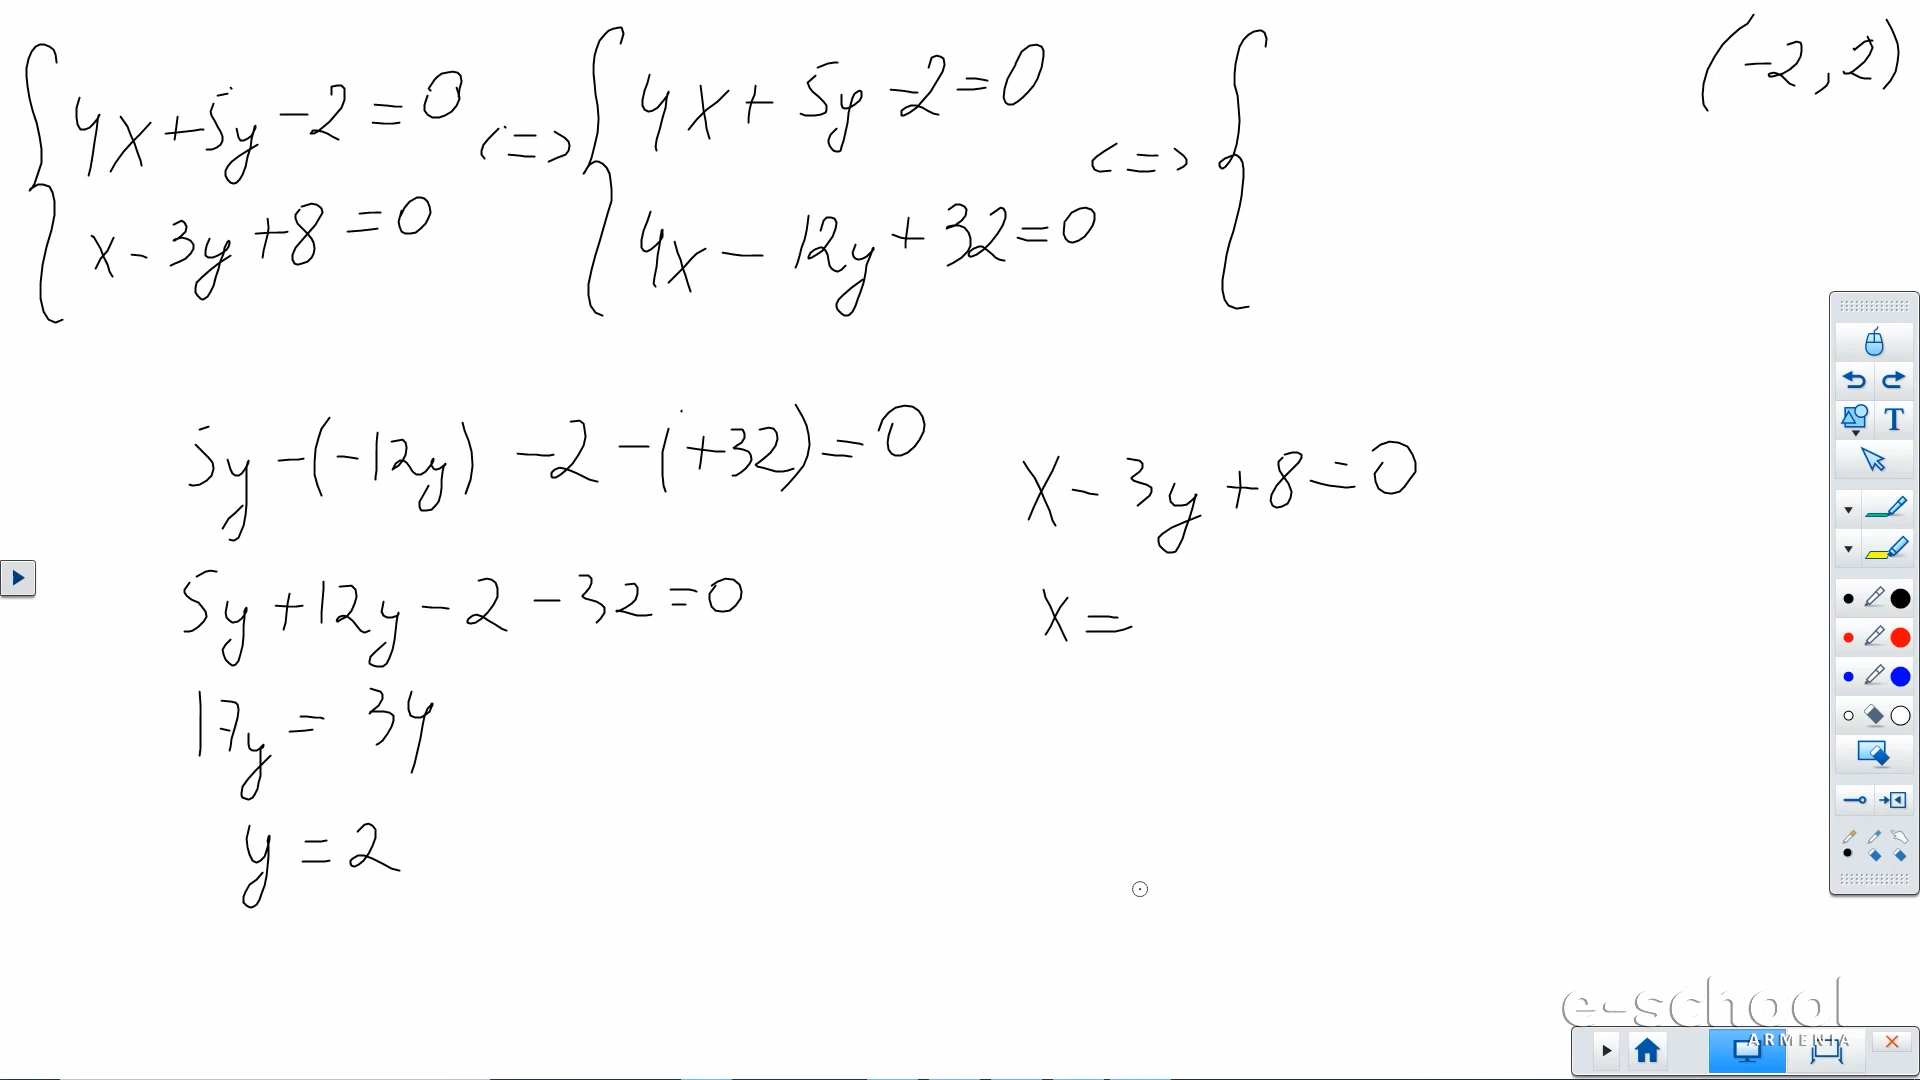 4x+5y-2=0 <=> 4x+5y-2=0 <=> (-2,2)
x-3y+8=0 4x-12y+32=0
5y-(-12y)-2-(+32)=0
5y+12y-2-32=0
17y=34
y=2
x-3y+8=0
x=
T
e-school
ARMENIA